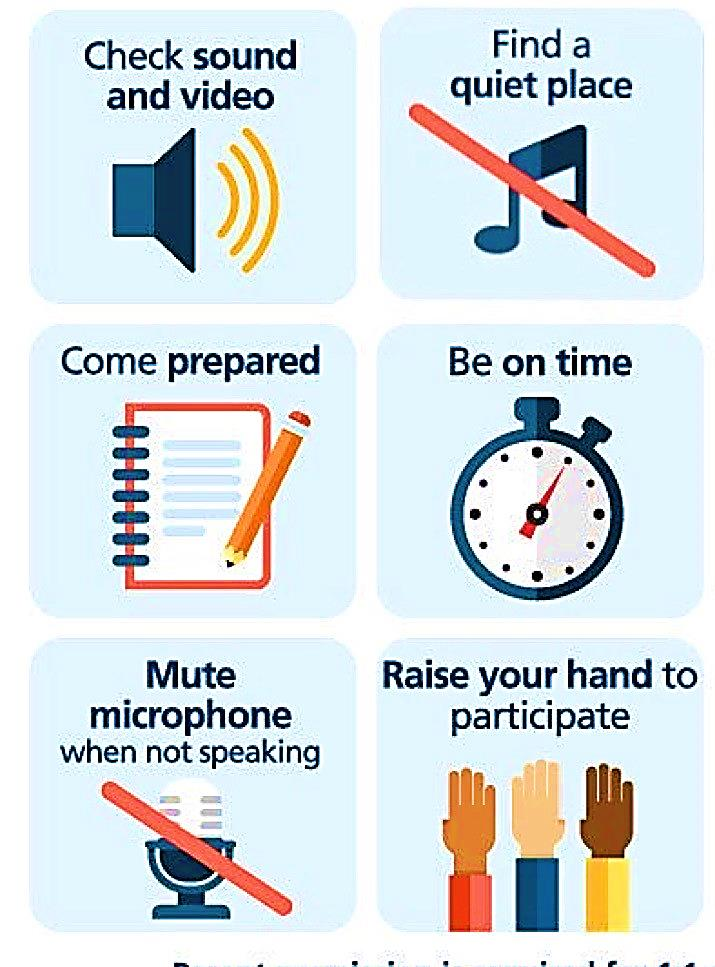 Check sound
and video
Find a
quiet place
Come prepared
Be on time
Mute
microphone
when not speaking
Raise your hand to
participate